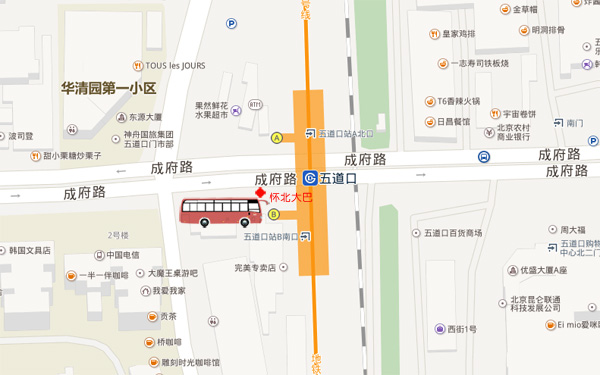 金草帽
明洞排骨
皇家鸡排
一志寿司铁板烧
TOUS les JOURS
华清园第一小区
果然鲜花
水果超市
BTH
T6香辣火锅
宇宙卷饼
日昌餐馆
北京农村
商业银行
南门
东源大厦
神舟国旅集团
五道口门市部
波司登
甜小栗糖炒栗子
A
五道口站A北口
成府路
成府路
成府路
成府路
成府路
五道口
怀北大巴
B
五道口站B南口
五道口百货商场
周大福
五道口购物
中心北二门
韩国文具店
2号楼
中国电信
一半一伴咖啡
大魔王桌游吧
我爱我家
完美专卖店
优盛大厦A座
贡茶
北京昆仑联通
科技发展公司
桥咖啡
西街1号
Ei mio爱咪
雕刻时光咖啡馆
地铁